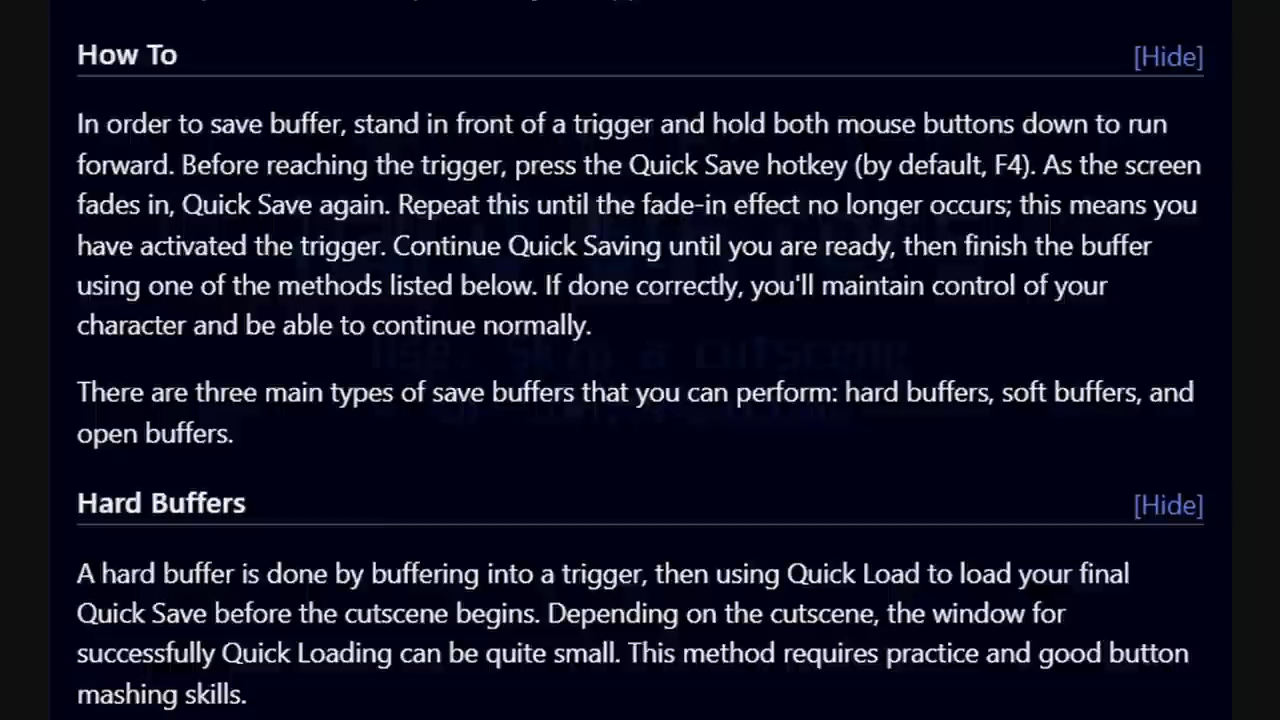 How To
[Hide]
In order to save buffer, stand in front of a trigger and hold both mouse buttons down to run
forward. Before reaching the trigger, press the Quick Save hotkey (by default, F4). As the screen
fades in, Quick Save again. Repeat this until the fade-in effect no longer occurs; this means you
have activated the trigger. Continue Quick Saving until you are ready, then finish the buffer
using one of the methods listed below. If done correctly, you'll maintain control of your
character and be able to continue normally.
There are three main types of save buffers that you can perform: hard buffers, soft buffers, and
open buffers.
Hard Buffers
[Hide]
A hard buffer is done by buffering into a trigger, then using Quick Load to load your final
Quick Save before the cutscene begins. Depending on the cutscene, the window for
successfully Quick Loading can be quite small. This method requires practice and good button
mashing skills.